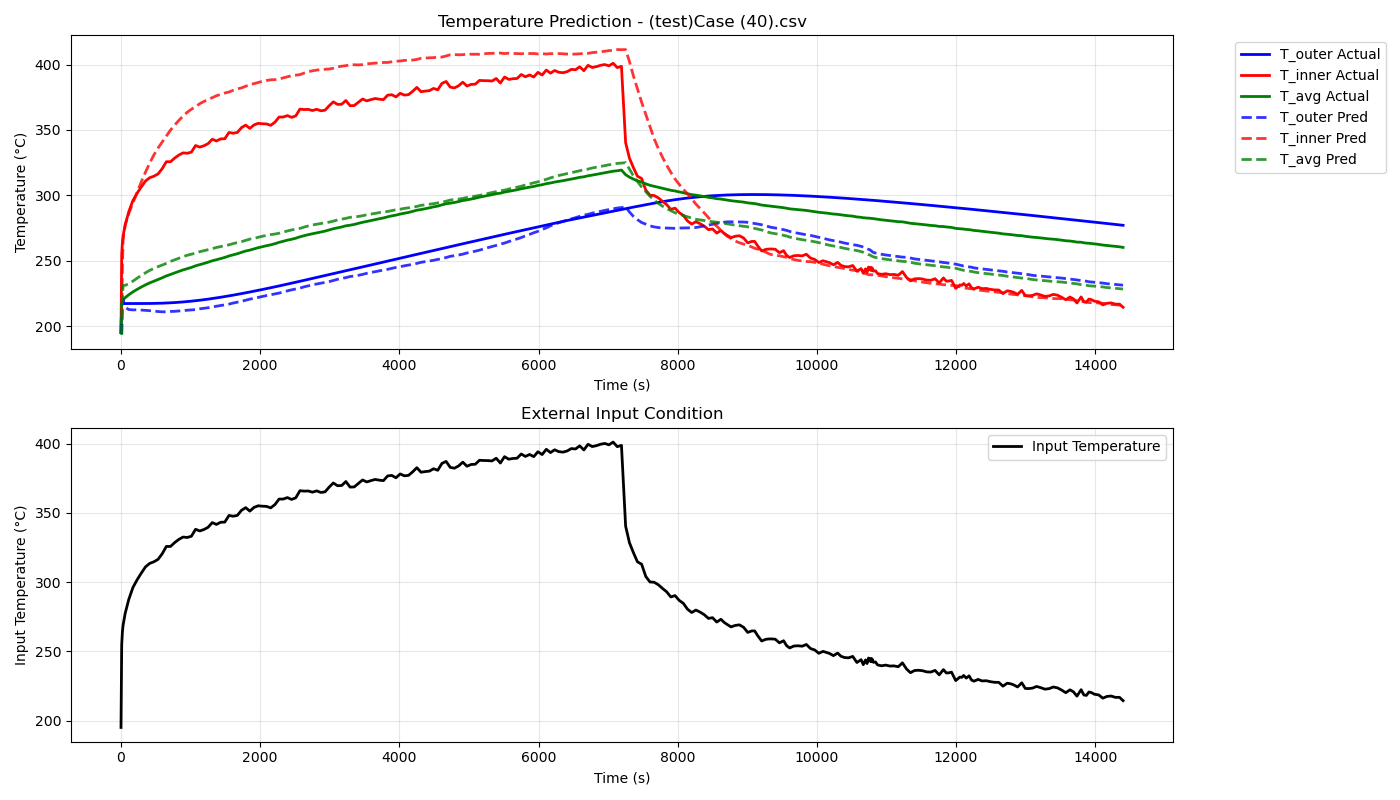 Temperature Prediction - (test)Case (40).csv
Temperature (°C)
400
350
300
250
200
0 2000 4000 6000 8000 10000 12000 14000
Time (s)
T_outer Actual
T_inner Actual
T_avg Actual
T_outer Pred
T_inner Pred
T_avg Pred
External Input Condition
Input Temperature (°C)
400
350
300
250
200
0 2000 4000 6000 8000 10000 12000 14000
Time (s)
Input Temperature